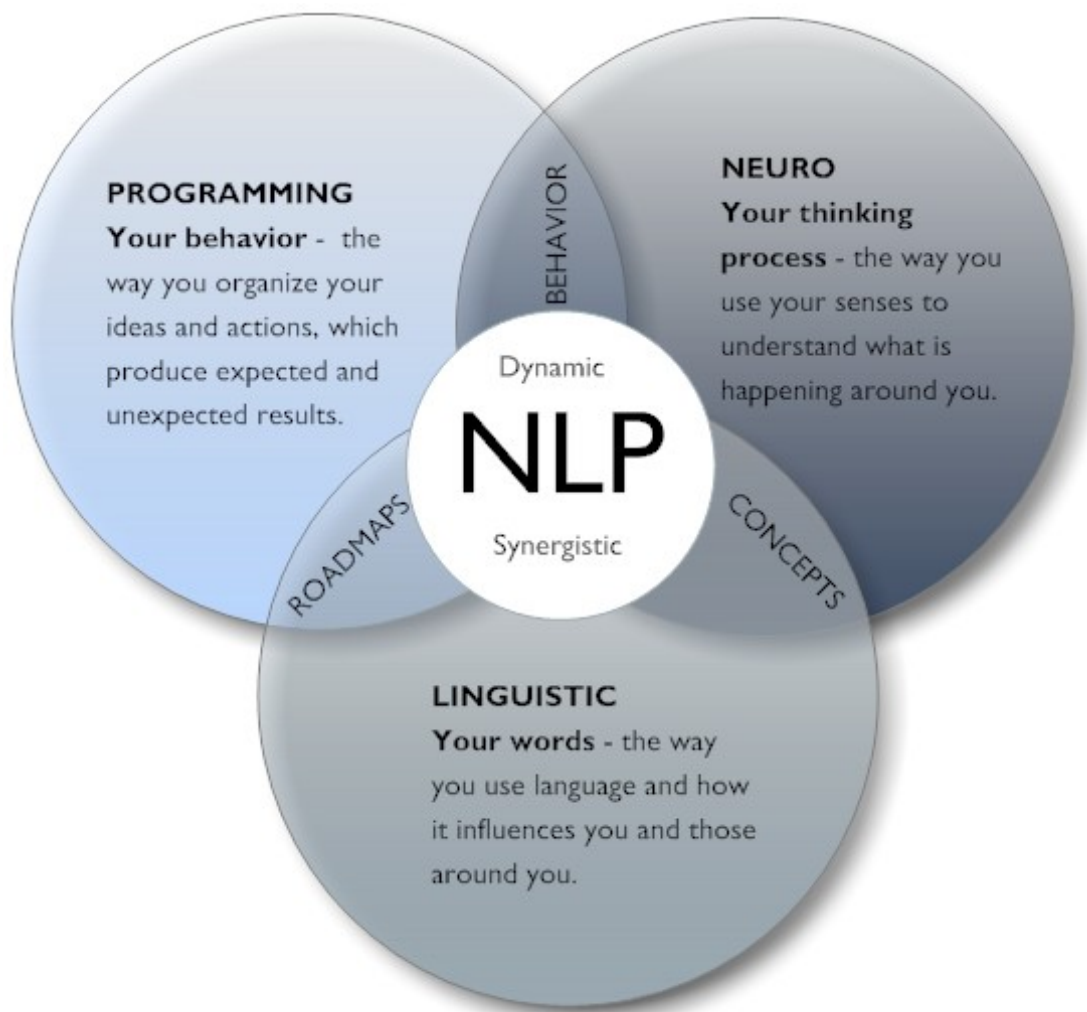 PROGRAMMING
Your behavior - the
way you organize your
ideas and actions, which
produce expected and
unexpected results.
BEHAVIOR
NEURO
Your thinking
process - the way you
use your senses to
understand what is
happening around you.
Dynamic
NLP
Synergistic
ROADMAPS
CONCEPTS
LINGUISTIC
Your words - the way
you use language and how
it influences you and those
around you.